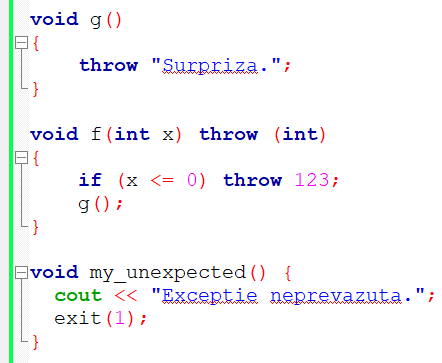 void g()
{
    throw "Surpriza.";
}

void f(int x) throw (int)
{
    if (x <= 0) throw 123;
    g();
}

void my_unexpected() {
  cout << "Exceptie neprevazuta.";
  exit(1);
}